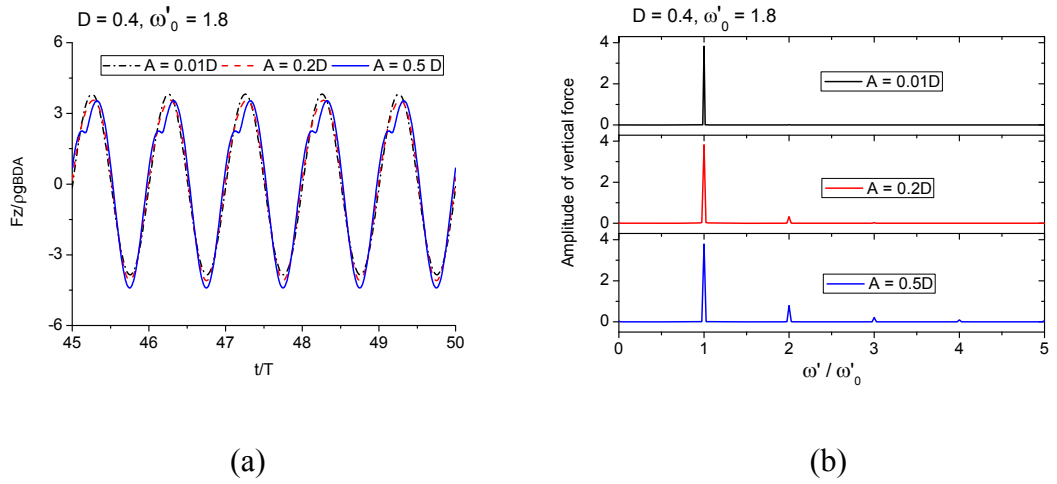 D = 0.4, ω'₀ = 1.8
6
3
0
-3
-6
Fz/ρgBDA
A = 0.01D
A = 0.2D
A = 0.5 D
45
46
47
48
49
50
t/T
(a)
D = 0.4, ω'₀ = 1.8
4
2
0
A = 0.01D
4
2
0
A = 0.2D
4
2
0
A = 0.5D
Amplitude of vertical force
0
1
2
3
4
5
ω' / ω'₀
(b)